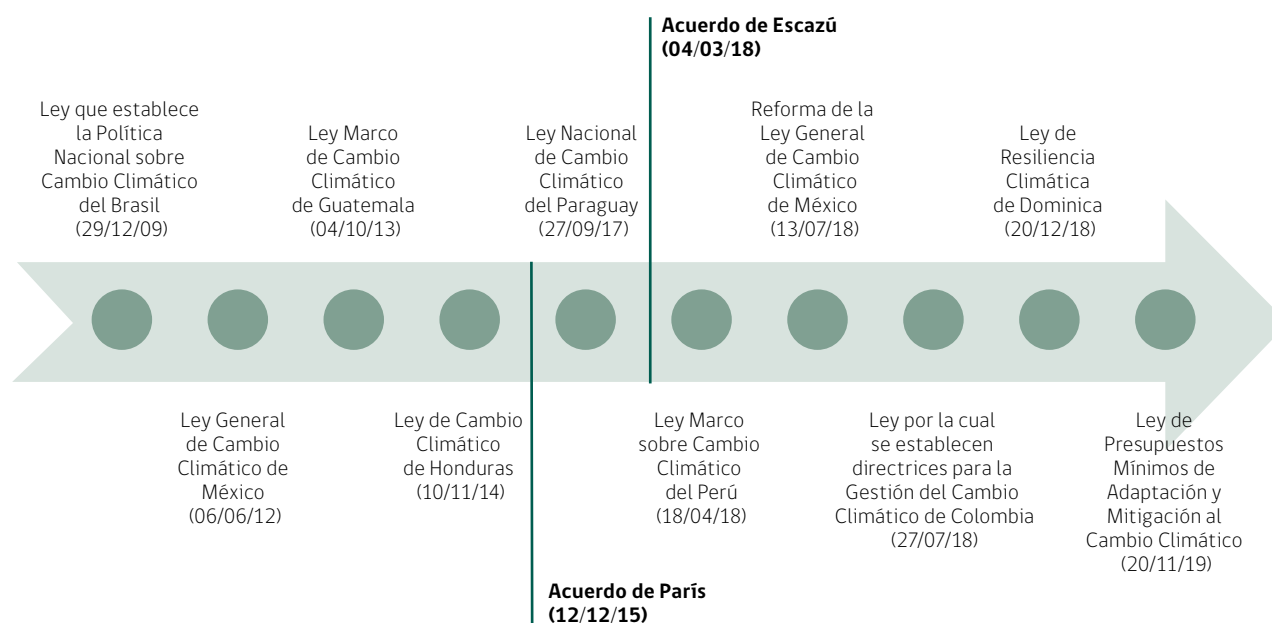 Acuerdo de Escazú
(04/03/18)
Ley que establece
la Política
Nacional sobre
Cambio Climático
del Brasil
(29/12/09)
Ley Marco
de Cambio
Climático
de Guatemala
(04/10/13)
Ley Nacional
de Cambio
Climático
del Paraguay
(27/09/17)
Reforma de la
Ley General
de Cambio
Climático
de México
(13/07/18)
Ley de
Resiliencia
Climática
de Dominica
(20/12/18)
Ley General
de Cambio
Climático de
México
(06/06/12)
Ley de Cambio
Climático
de Honduras
(10/11/14)
Ley Marco
sobre Cambio
Climático
del Perú
(18/04/18)
Ley por la cual
se establecen
directrices para la
Gestión del Cambio
Climático de Colombia
(27/07/18)
Ley de
Presupuestos
Mínimos de
Adaptación y
Mitigación al
Cambio Climático
(20/11/19)
Acuerdo de París
(12/12/15)